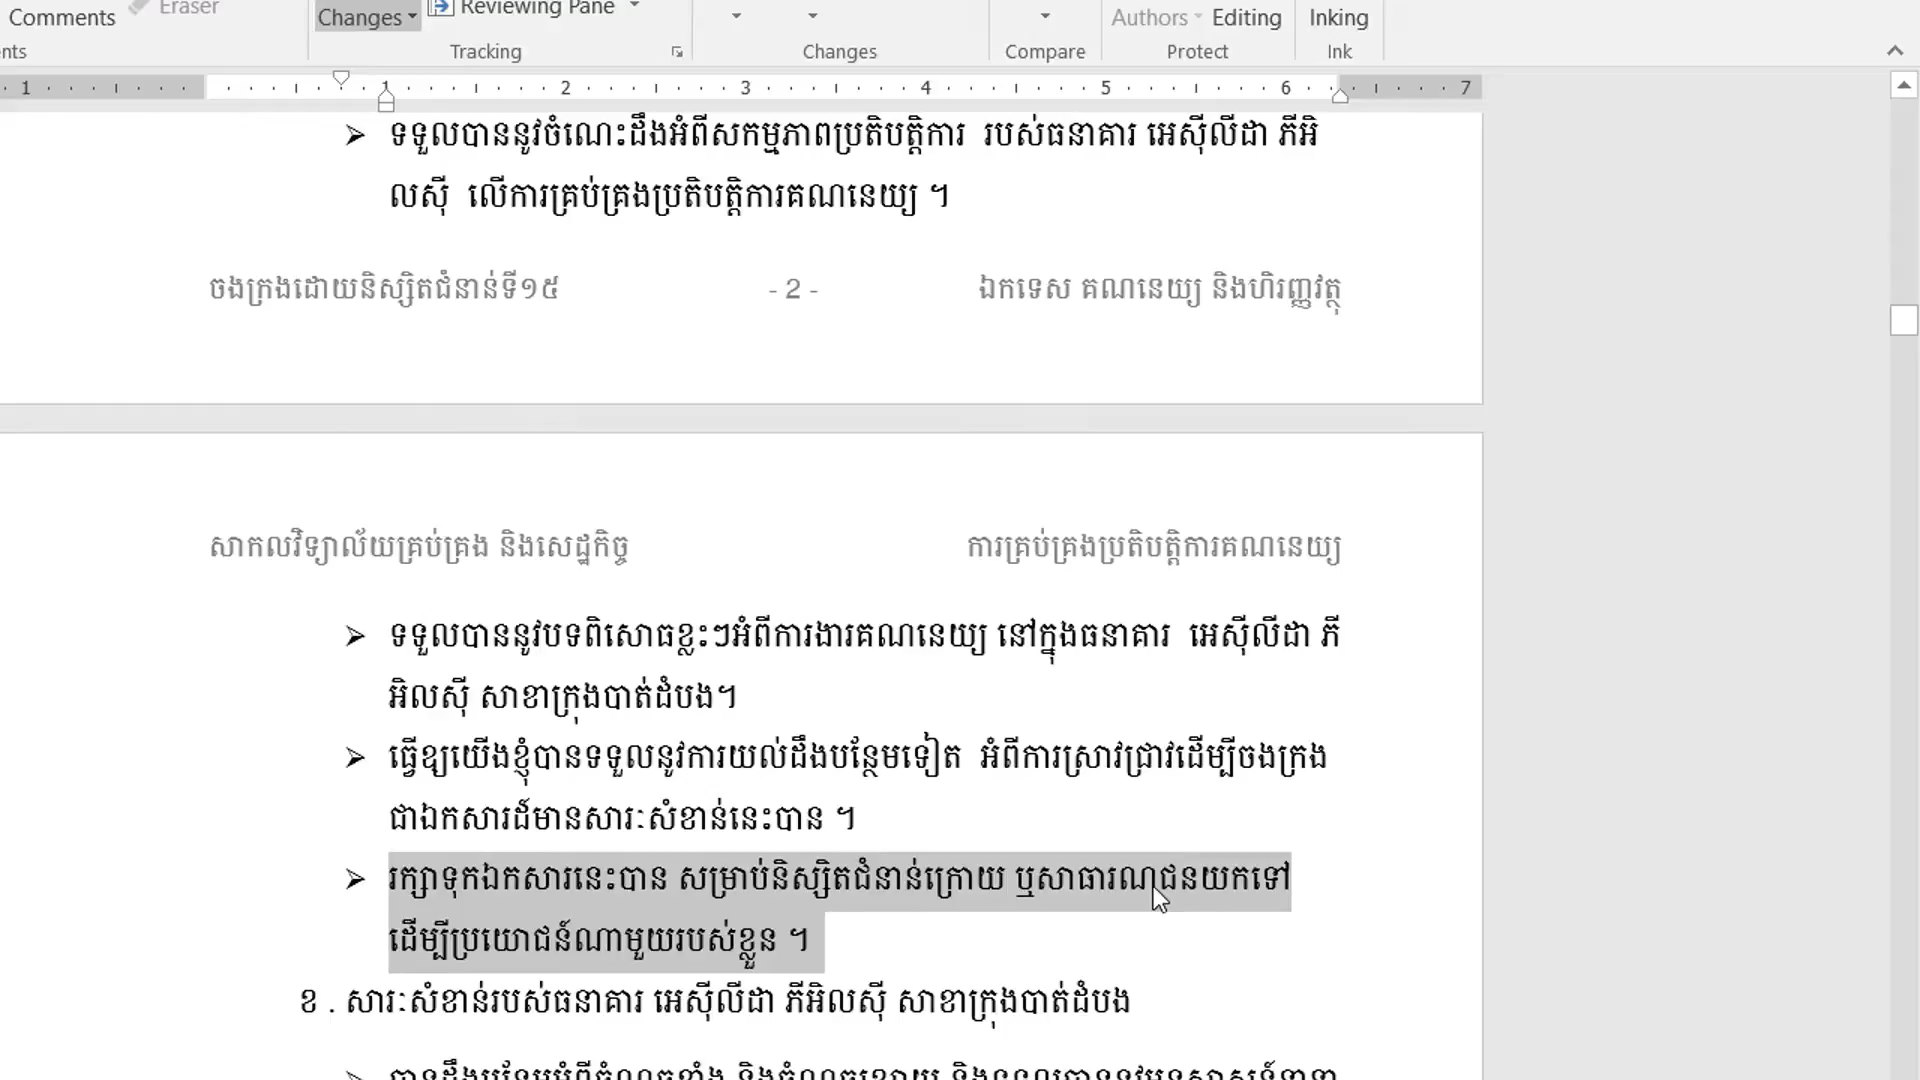 Comments
Eraser
Changes
Reviewing Pane
Authors
Editing
Inking
nts
Tracking
Changes
Compare
Protect
Ink
1 1 2 3 4 5 6 7
ទទួលបាននូវចំណេះដឹងអំពីសកម្មភាពប្រតិបត្តិការ របស់ធនាគារ អេស៊ីលីដា ភីអិ
លស៊ី លើការគ្រប់គ្រងប្រតិបត្តិការគណនេយ្យ ។
ចងក្រងដោយនិស្សិតជំនាន់ទី១៥
- 2 -
ឯកទេស គណនេយ្យ និងហិរញ្ញវត្ថុ
សាកលវិទ្យាល័យគ្រប់គ្រង និងសេដ្ឋកិច្ច
ការគ្រប់គ្រងប្រតិបត្តិការគណនេយ្យ
ទទួលបាននូវបទពិសោធខ្លះៗអំពីការងារគណនេយ្យ នៅក្នុងធនាគារ អេស៊ីលីដា ភី
អិលស៊ី សាខាក្រុងបាត់ដំបង។
ធ្វើឱ្យយើងខ្ញុំបានទទួលនូវការយល់ដឹងបន្ថែមទៀត អំពីការស្រាវជ្រាវដើម្បីចងក្រង
ជាឯកសារដ៍មានសារៈសំខាន់នេះបាន ។
រក្សាទុកឯកសារនេះបាន សម្រាប់និស្សិតជំនាន់ក្រោយ ឬសាធារណជនយកទៅ
ដើម្បីប្រយោជន៍ណាមួយរបស់ខ្លួន ។
ខ . សារៈសំខាន់របស់ធនាគារ អេស៊ីលីដា ភីអិលស៊ី សាខាក្រុងបាត់ដំបង